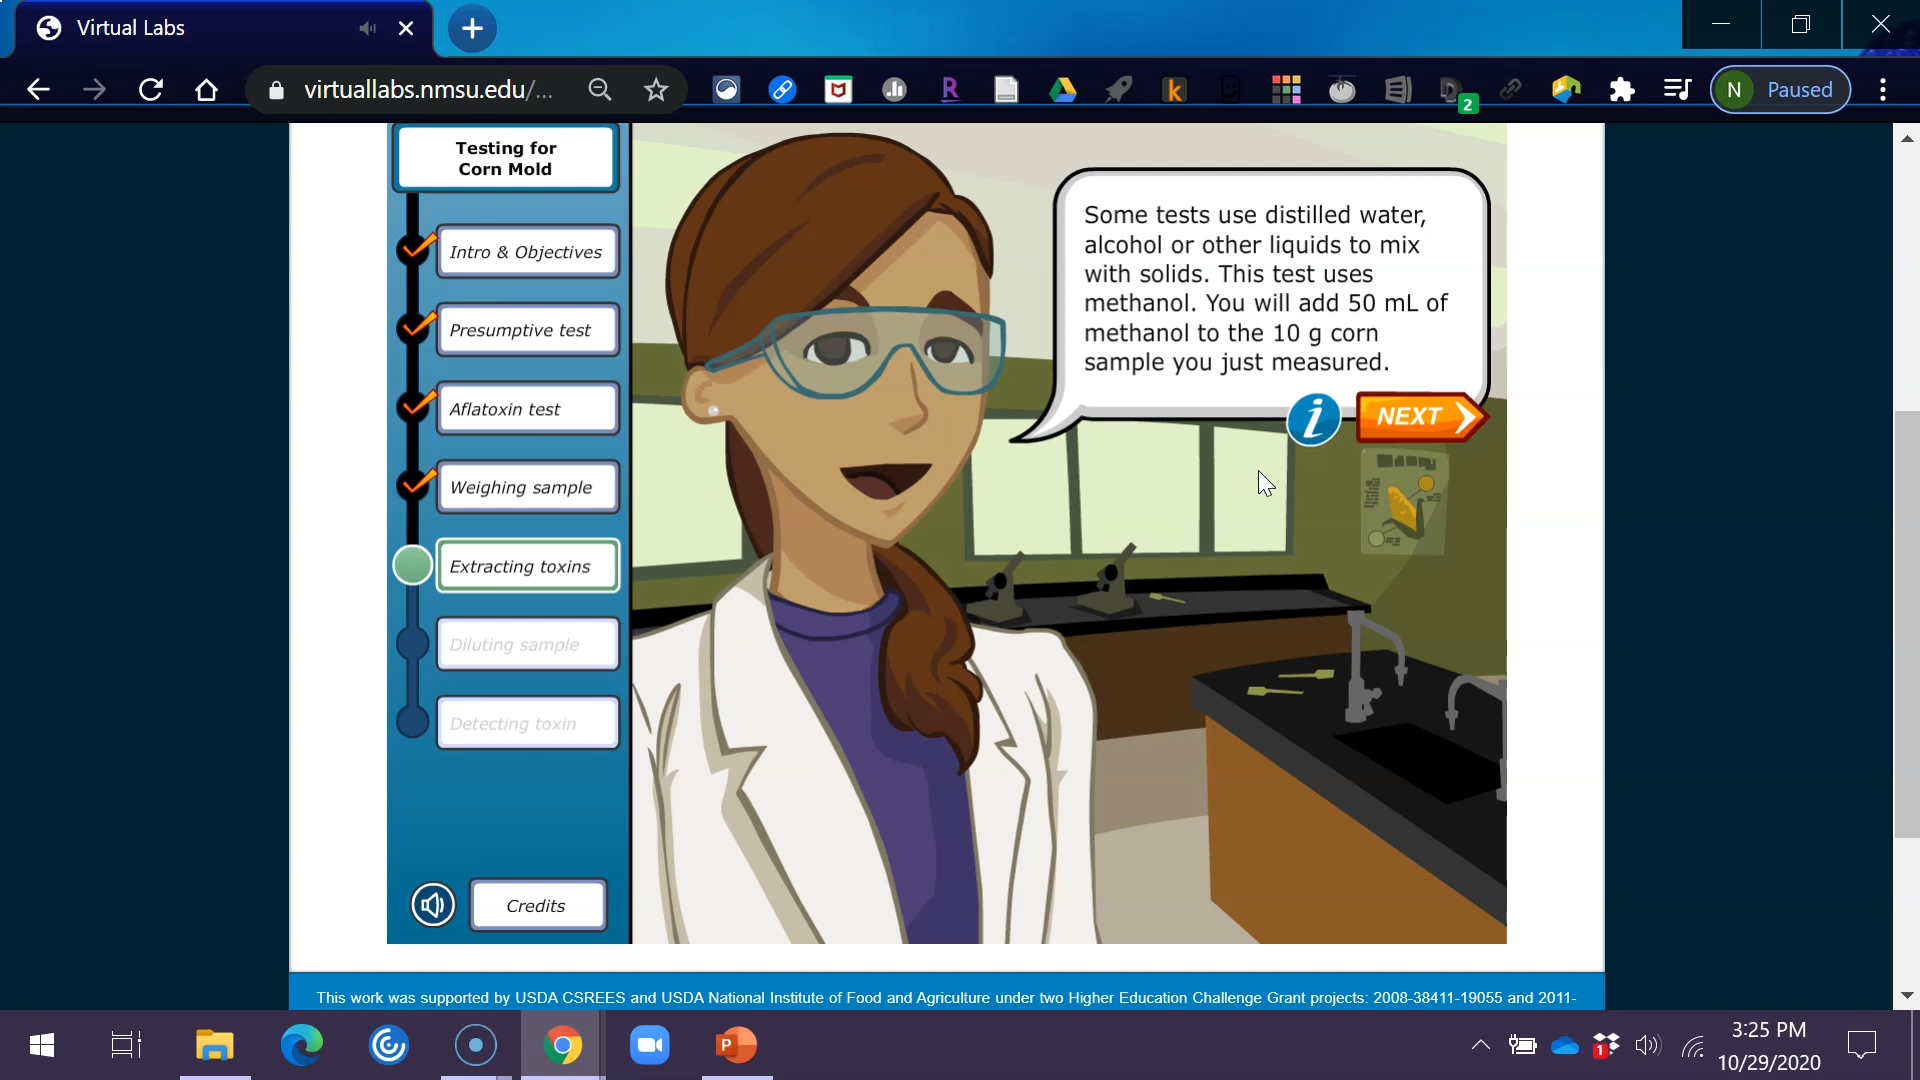 Virtual Labs
virtuallabs.nmsu.edu/...
2
N Paused
Testing for
Corn Mold
Intro & Objectives
Presumptive test
Aflatoxin test
Weighing sample
Extracting toxins
Diluting sample
Detecting toxin
Credits
Some tests use distilled water,
alcohol or other liquids to mix
with solids. This test uses
methanol. You will add 50 mL of
methanol to the 10 g corn
sample you just measured.
i NEXT
This work was supported by USDA CSREES and USDA National Institute of Food and Agriculture under two Higher Education Challenge Grant projects: 2008-38411-19055 and 2011-
3:25 PM
10/29/2020